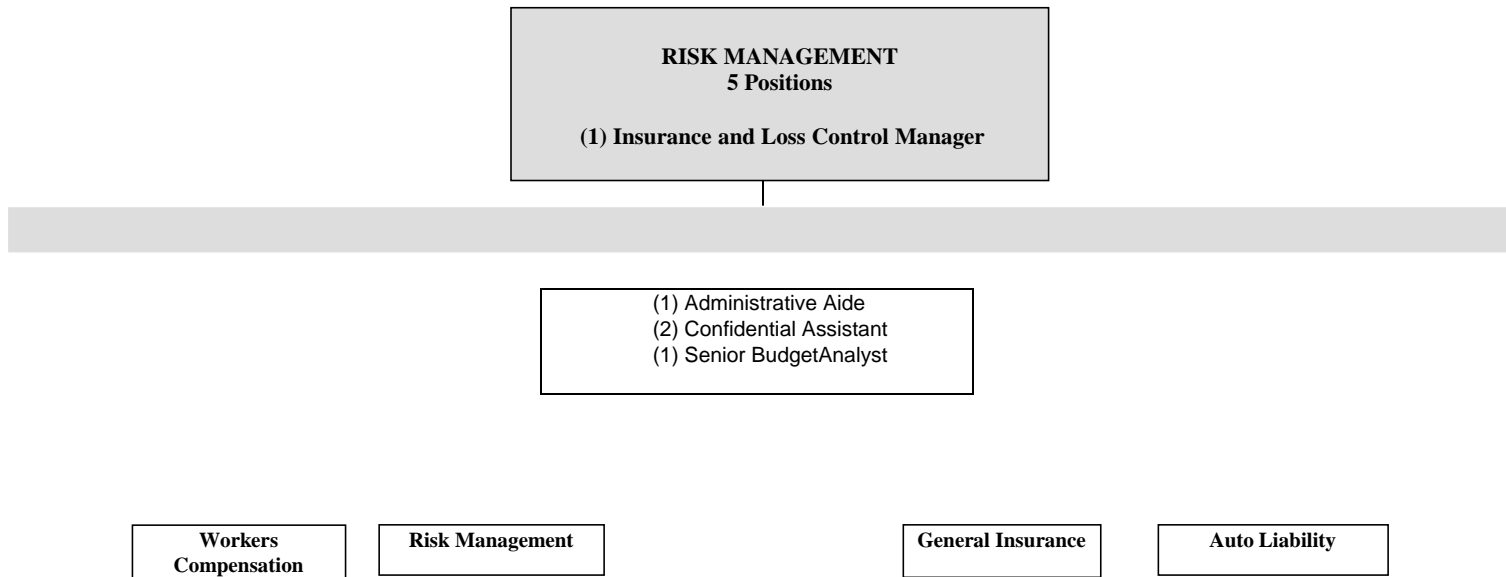 RISK MANAGEMENT
5 Positions
(1) Insurance and Loss Control Manager
(1) Administrative Aide
(2) Confidential Assistant
(1) Senior BudgetAnalyst
Workers
Compensation
Risk Management
General Insurance
Auto Liability